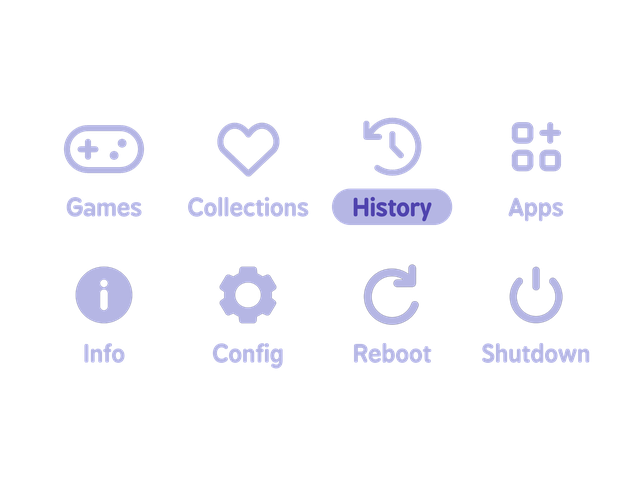 Games
Collections
History
Apps
Info
Config
Reboot
Shutdown